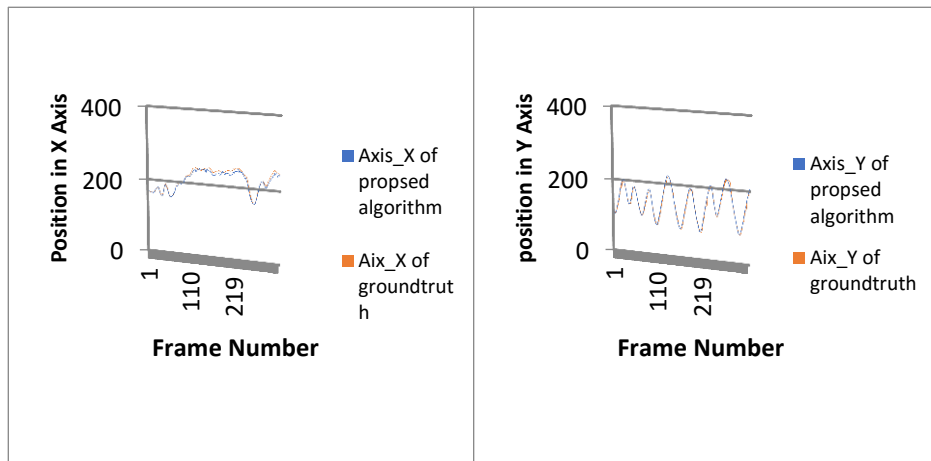 Position in X Axis
400
200
0
1
110
219
Frame Number
Axis_X of
propsed
algorithm
Aix_X of
groundtrut
h
position in Y Axis
400
200
0
1
110
219
Frame Number
Axis_Y of
propsed
algorithm
Aix_Y of
groundtruth